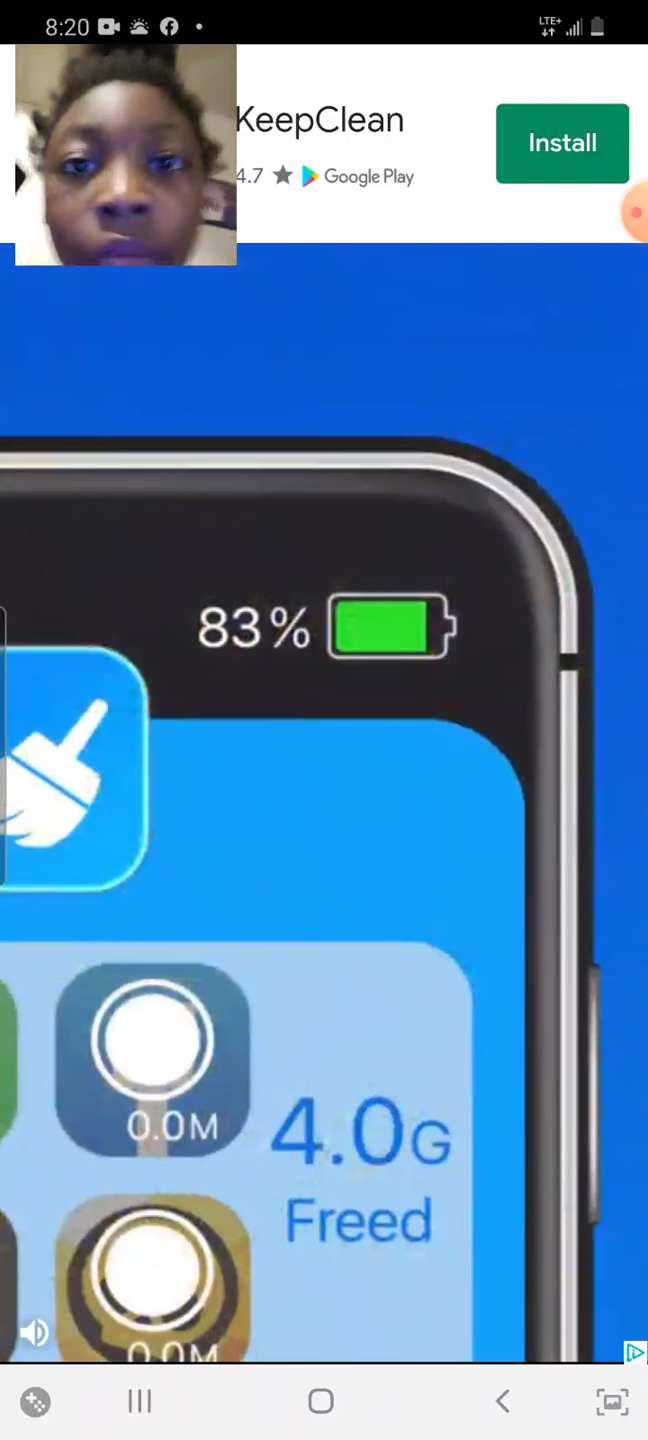 8:20
LTE+
KeepClean
4.7 ★ Google Play
Install
83%
0.0M
4.0G
Freed
0.0M